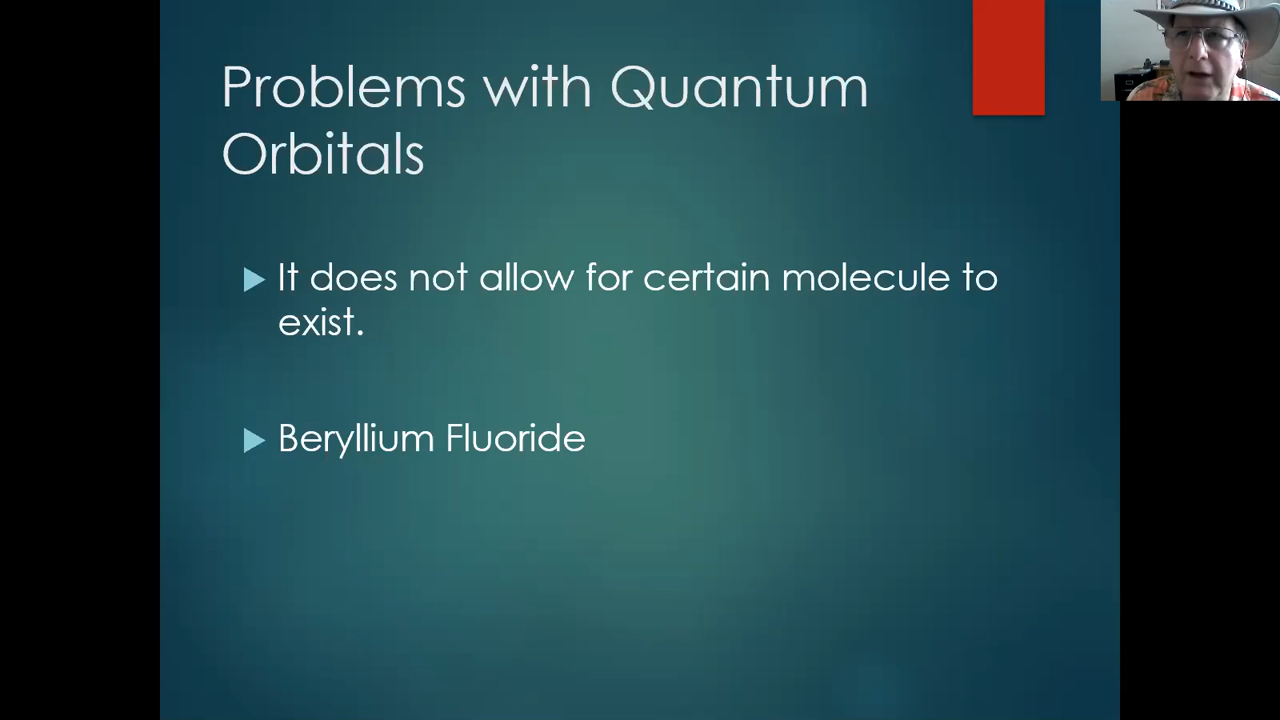 Problems with Quantum
Orbitals
It does not allow for certain molecule to
exist.
Beryllium Fluoride